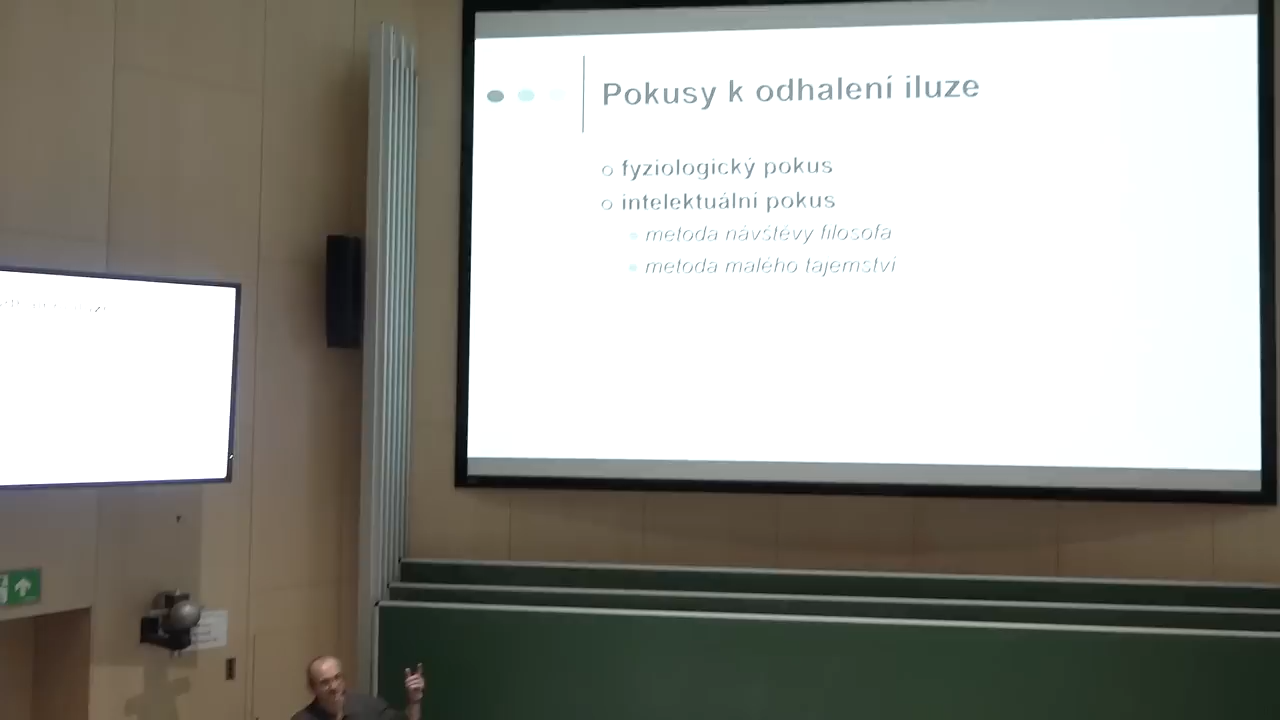 Pokusy k odhalení iluze
fyziologický pokus
intelektuální pokus
metoda návštěvy filosofa
metoda malého tajemství